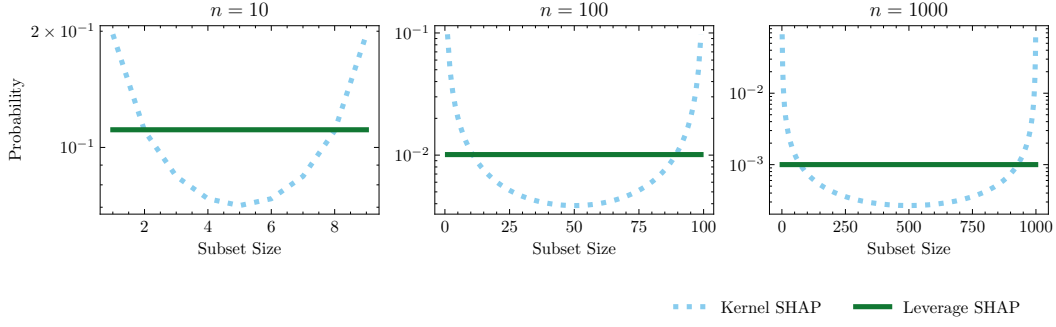 n = 10
n = 100
n = 1000
Probability
2 × 10⁻¹
10⁻¹
2 4 6 8
Subset Size
10⁻¹
10⁻²
0 25 50 75 100
Subset Size
10⁻²
10⁻³
0 250 500 750 1000
Subset Size
Kernel SHAP
Leverage SHAP